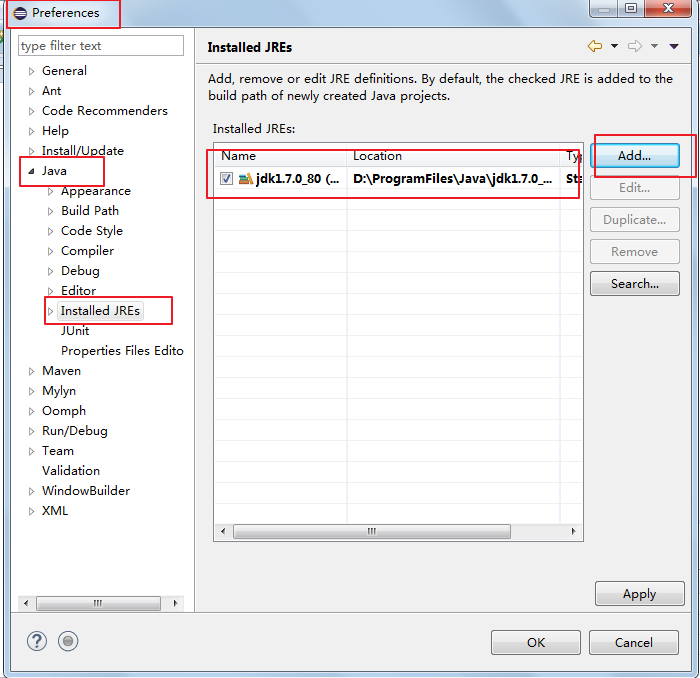 Preferences
type filter text
General
Ant
Code Recommenders
Help
Install/Update
Java
Appearance
Build Path
Code Style
Compiler
Debug
Editor
Installed JREs
JUnit
Properties Files Edito
Maven
Mylyn
Oomph
Run/Debug
Team
Validation
WindowBuilder
XML
Installed JREs
Add, remove or edit JRE definitions. By default, the checked JRE is added to the
build path of newly created Java projects.
Installed JREs:
Name Location Ty
jdk1.7.0_80 (... D:\ProgramFiles\Java\jdk1.7.0_... Sta
Add...
Edit...
Duplicate...
Remove
Search...
Apply
OK Cancel